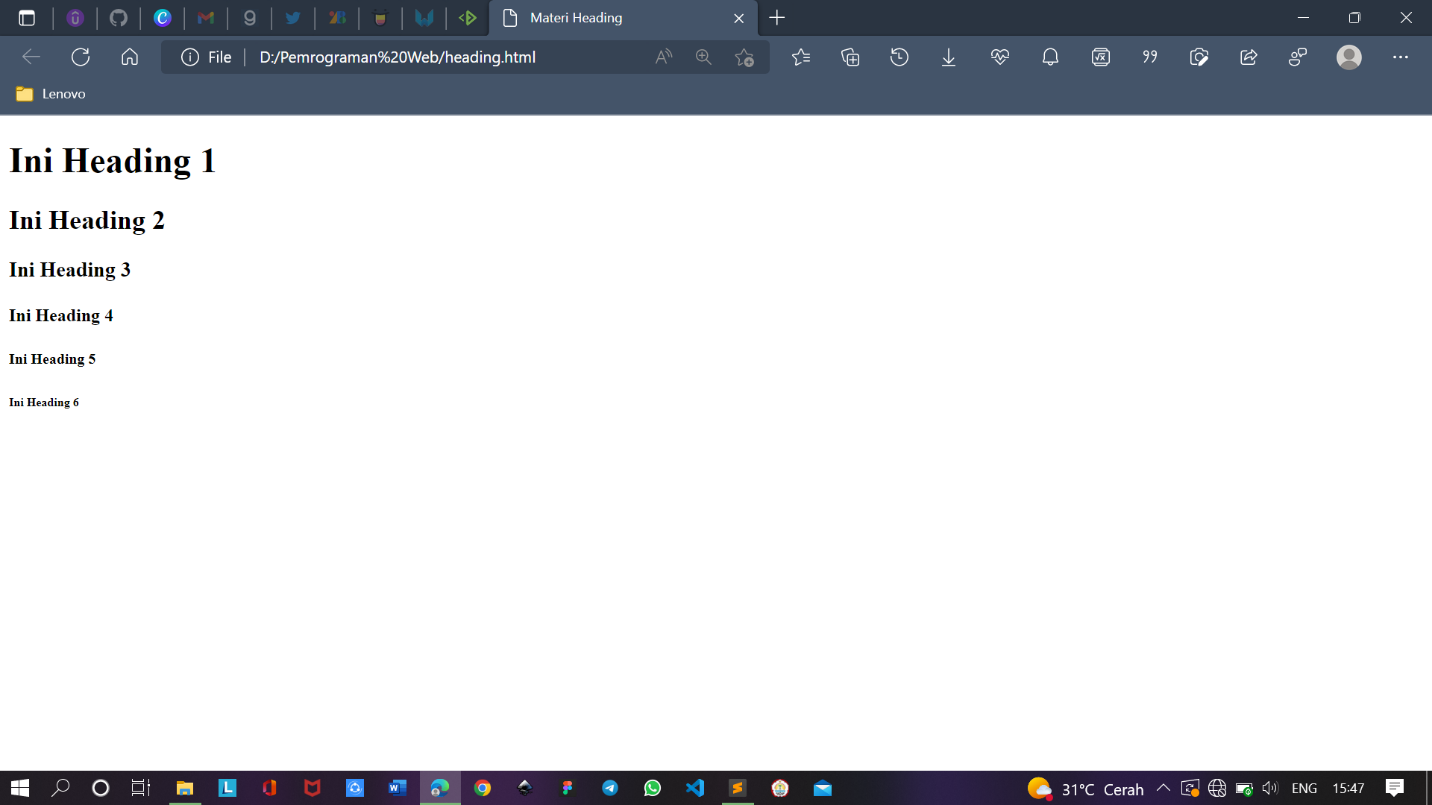 Materi Heading
File D:/Pemrograman%20Web/heading.html
Lenovo
Ini Heading 1
Ini Heading 2
Ini Heading 3
Ini Heading 4
Ini Heading 5
Ini Heading 6
31°C Cerah ENG 15:47